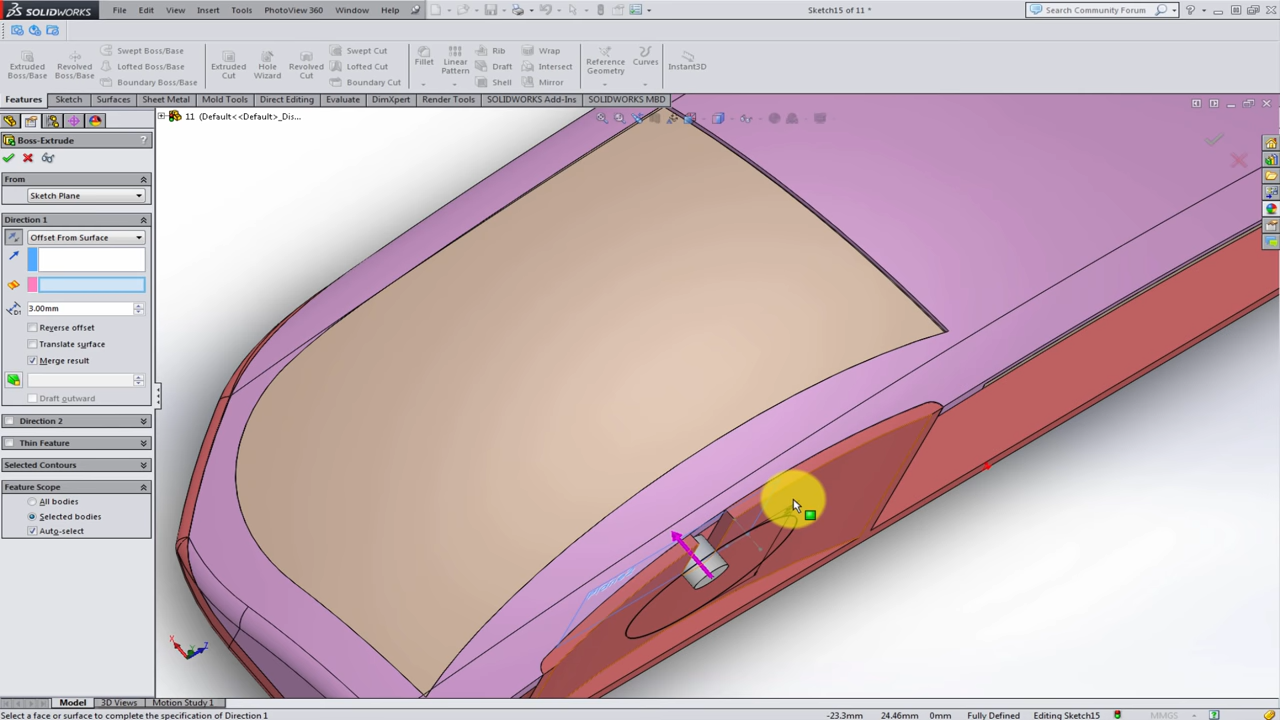 SOLIDWORKS File Edit View Insert Tools PhotoView 360 Window Help Sketch15 of 11 * Search Community Forum
Extruded Boss/Base
Revolved Boss/Base
Swept Boss/Base
Lofted Boss/Base
Boundary Boss/Base
Extruded Cut
Hole Wizard
Revolved Cut
Swept Cut
Lofted Cut
Boundary Cut
Fillet
Linear Pattern
Rib
Draft
Shell
Wrap
Intersect
Mirror
Reference Geometry
Curves
Instant3D
Features Sketch Surfaces Sheet Metal Mold Tools Direct Editing Evaluate DimXpert Render Tools SOLIDWORKS Add-Ins SOLIDWORKS MBD
11 (Default<<Default>_Dis...
Boss-Extrude ?
From
Sketch Plane
Direction 1
Offset From Surface
3.00mm
Reverse offset
Translate surface
Merge result
Draft outward
Direction 2
Thin Feature
Selected Contours
Feature Scope
All bodies
Selected bodies
Auto-select
X
Z
Model 3D Views Motion Study 1
Select a face or surface to complete the specification of Direction 1 -23.3mm 24.46mm 0mm Fully Defined Editing Sketch15 MMGS